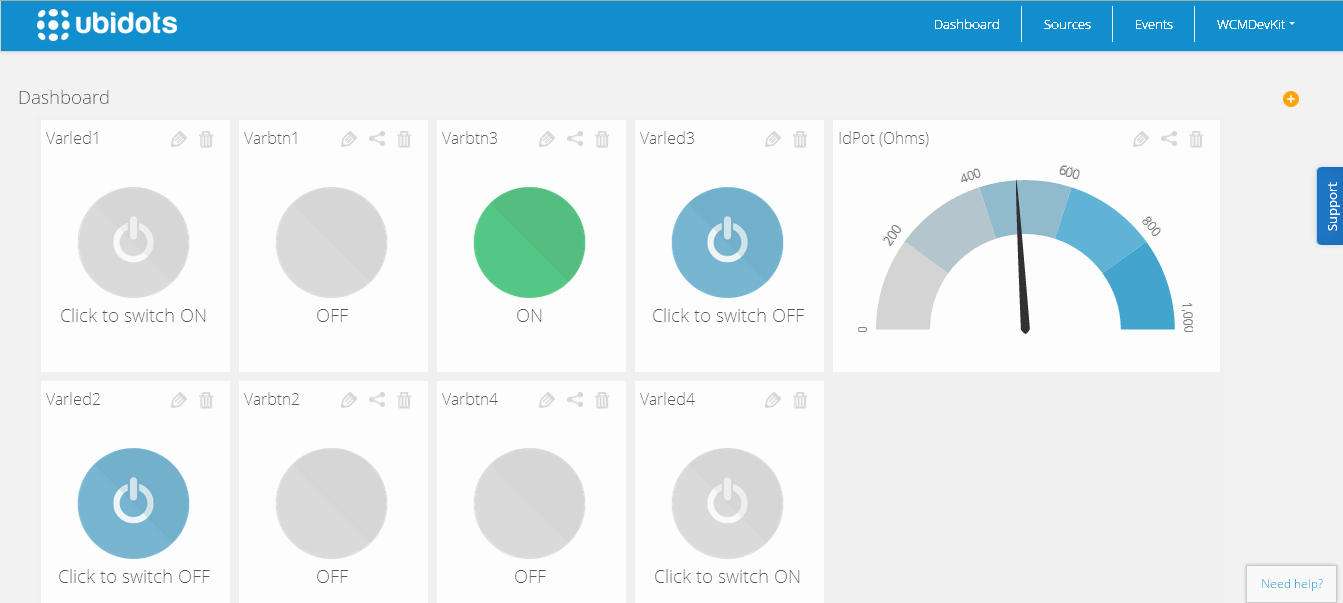 ubidots
Dashboard
Sources
Events
WCMDevKit
Dashboard
Varled1
Varbtn1
Varbtn3
Varled3
IdPot (Ohms)
0
200
400
600
800
1,000
Click to switch ON
OFF
ON
Click to switch OFF
Support
Varled2
Varbtn2
Varbtn4
Varled4
Click to switch OFF
OFF
OFF
Click to switch ON
Need help?